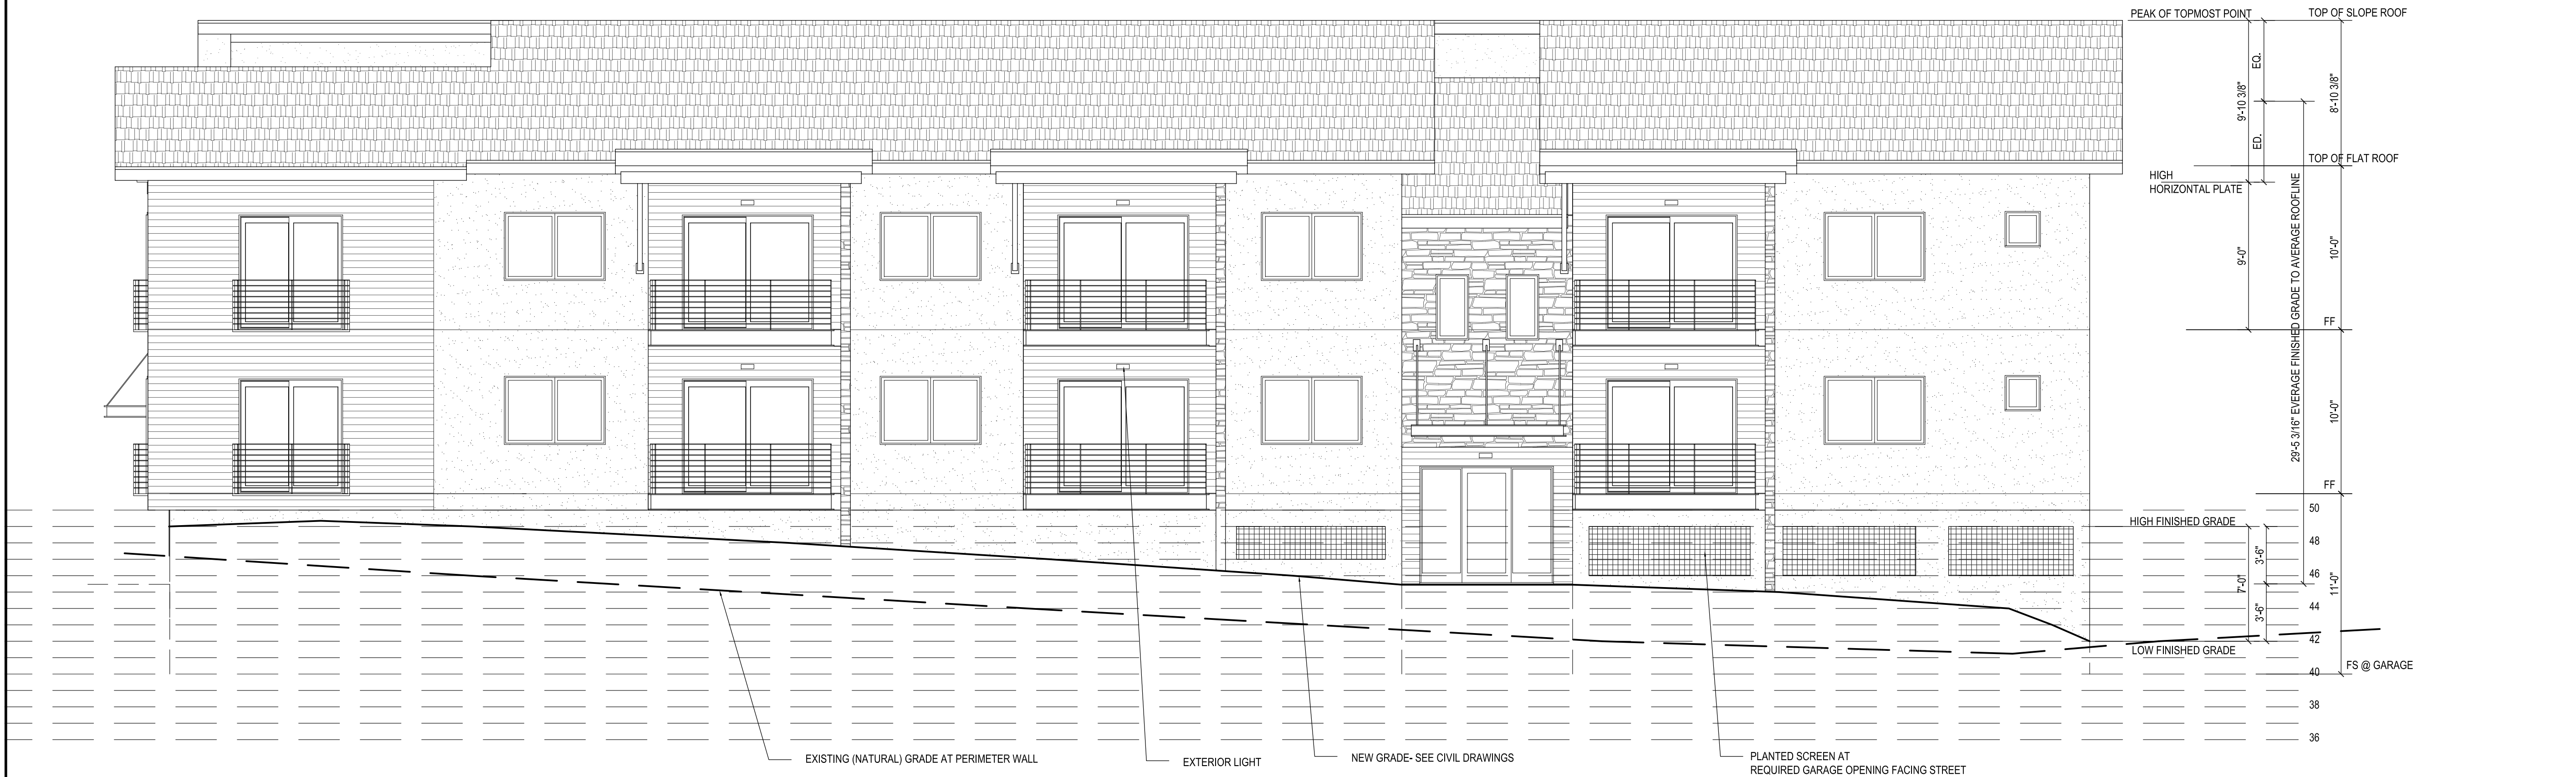 PEAK OF TOPMOST POINT
TOP OF SLOPE ROOF
EQ.
9'-10 3/8"
8'-10 3/8"
ED.
TOP OF FLAT ROOF
HIGH
HORIZONTAL PLATE
9'-0"
10'-0"
29'-5 3/16" EVERAGE FINISHED GRADE TO AVERAGE ROOFLINE
FF
10'-0"
FF
50
HIGH FINISHED GRADE
48
3'-6"
46
7'-0"
11'-0"
44
3'-6"
42
LOW FINISHED GRADE
FS @ GARAGE
40
38
36
EXISTING (NATURAL) GRADE AT PERIMETER WALL
EXTERIOR LIGHT
NEW GRADE- SEE CIVIL DRAWINGS
PLANTED SCREEN AT
REQUIRED GARAGE OPENING FACING STREET